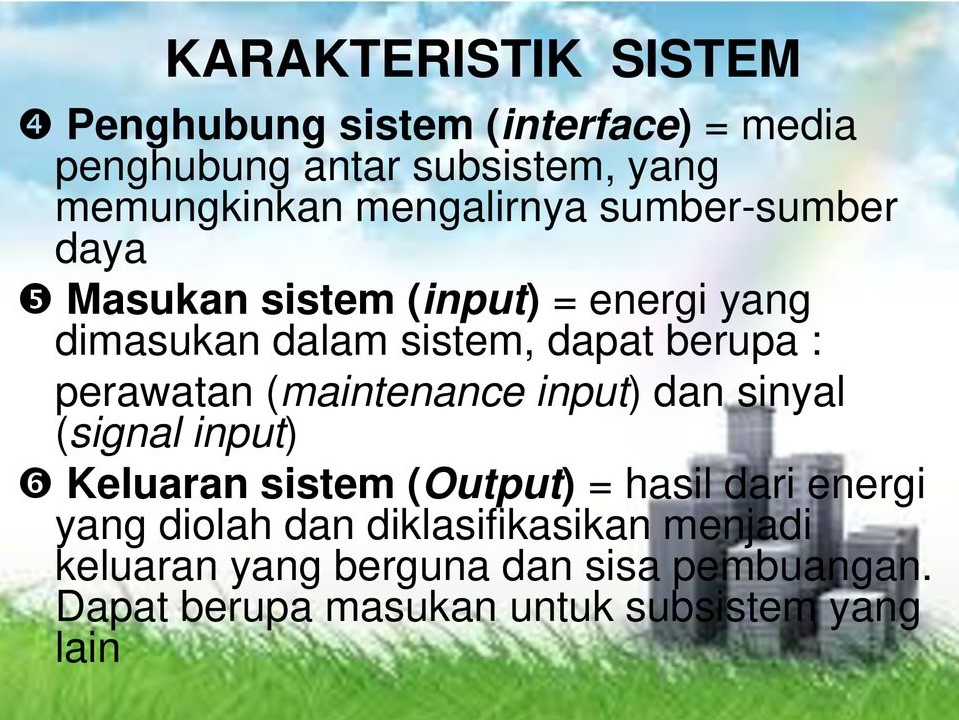 KARAKTERISTIK SISTEM
❹ Penghubung sistem (interface) = media
penghubung antar subsistem, yang
memungkinkan mengalirnya sumber-sumber
daya
❺ Masukan sistem (input) = energi yang
dimasukan dalam sistem, dapat berupa :
perawatan (maintenance input) dan sinyal
(signal input)
❻ Keluaran sistem (Output) = hasil dari energi
yang diolah dan diklasifikasikan menjadi
keluaran yang berguna dan sisa pembuangan.
Dapat berupa masukan untuk subsistem yang
lain